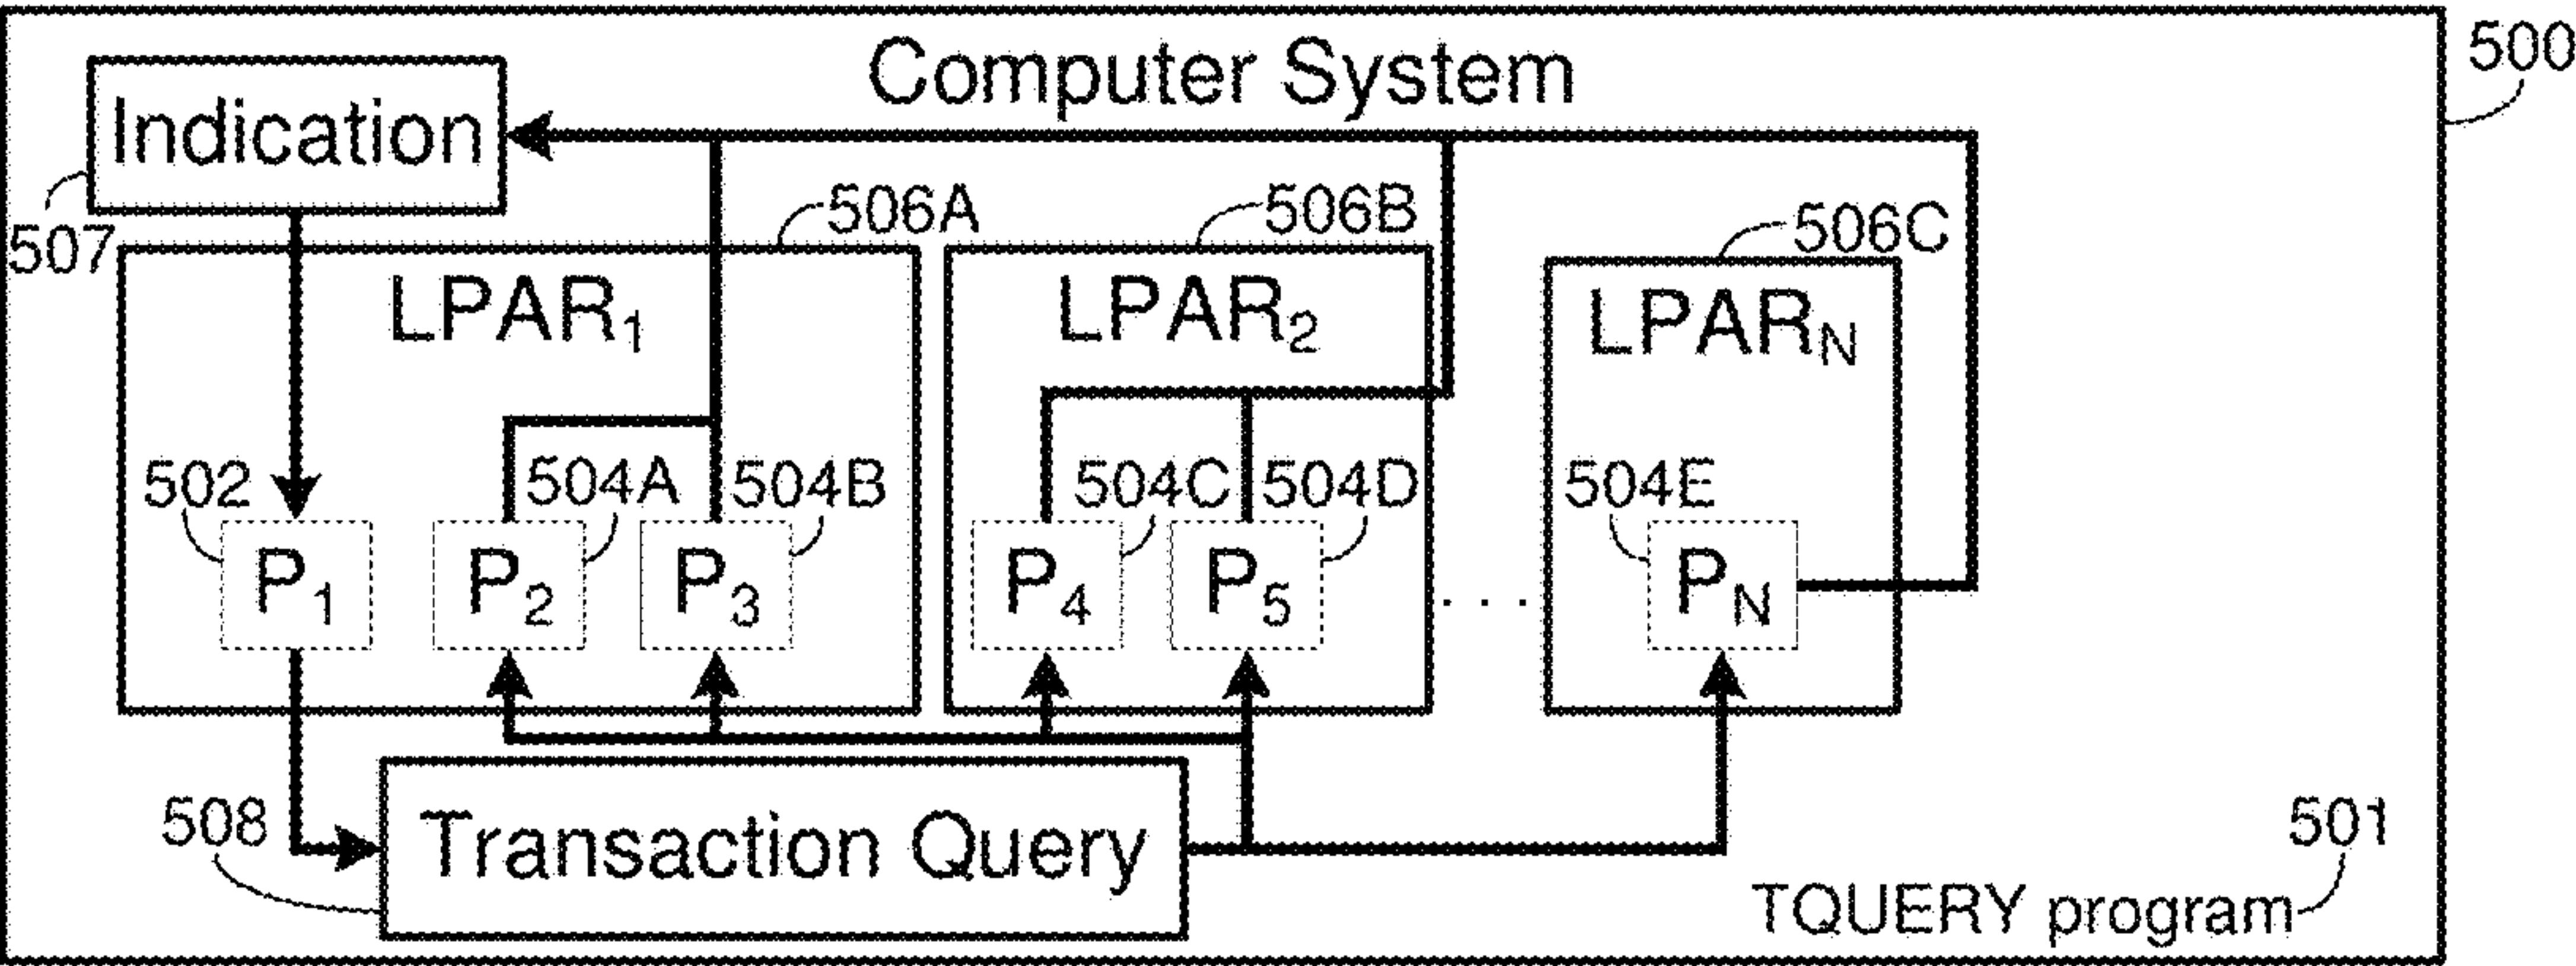 Computer System
500
Indication
507
506A
506B
506C
LPAR1
LPAR2
LPARN
502
504A
504B
504C
504D
504E
P1
P2
P3
P4
P5
. . .
PN
508
Transaction Query
501
TQUERY program